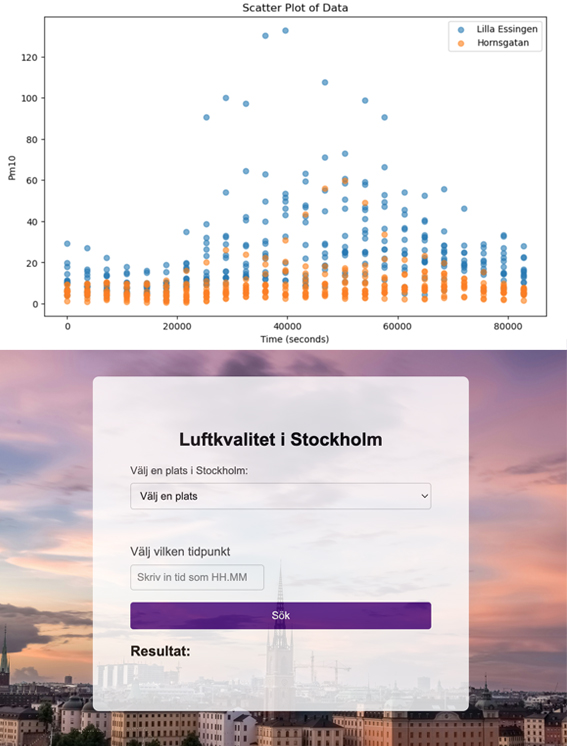 Scatter Plot of Data
Lilla Essingen
Hornsgatan
120
100
80
60
40
20
0
Pm10
0 20000 40000 60000 80000
Time (seconds)
Luftkvalitet i Stockholm
Välj en plats i Stockholm:
Välj en plats
Välj vilken tidpunkt
Skriv in tid som HH.MM
Sök
Resultat: